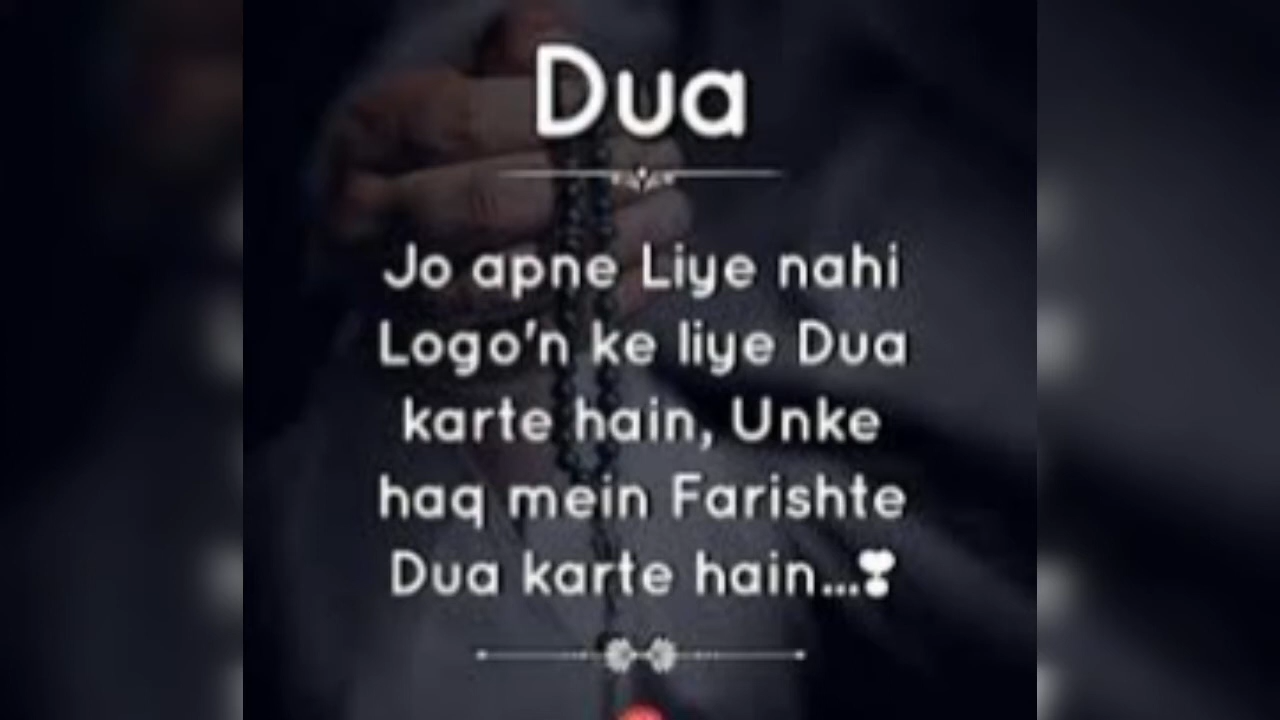 Dua
Jo apne Liye nahi
Logo'n ke liye Dua
karte hain, Unke
haq mein Farishte
Dua karte hain...❣